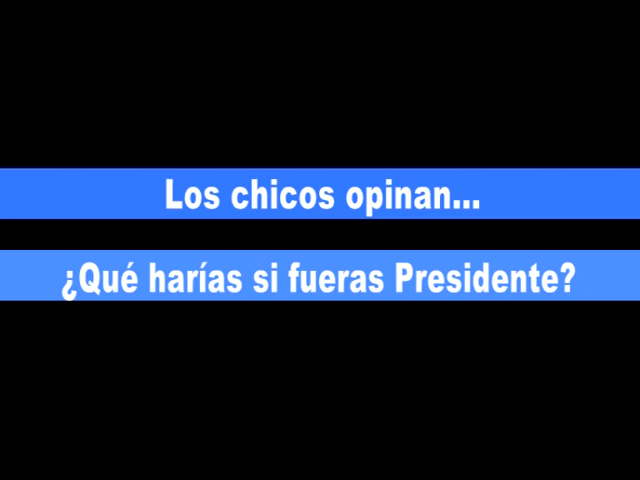 Los chicos opinan...
¿Qué harías si fueras Presidente?